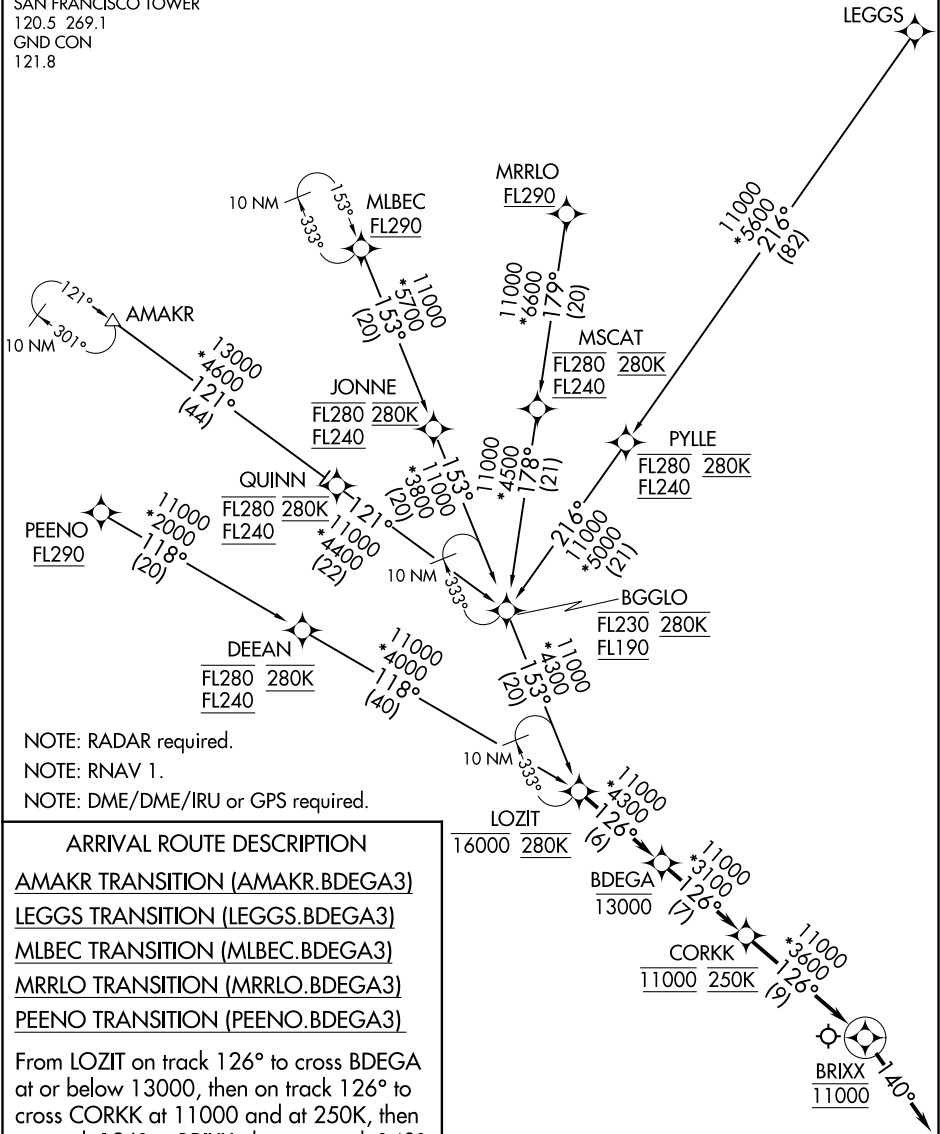 SAN FRANCISCO TOWER
120.5 269.1
GND CON
121.8
LEGGS
11000
*5600
216°
(82)
MRRLO
FL290
11000
*6600
179°
(20)
10 NM
153°
333°
MLBEC
FL290
11000
*5700
153°
(20)
121°
301°
10 NM
AMAKR
13000
*4600
121°
(44)
MSCAT
FL280 280K
FL240
JONNE
FL280 280K
FL240
PYLLE
FL280 280K
FL240
QUINN
FL280 280K
FL240
153°
11000
*3800
(20)
11000
*4500
178°
(21)
216°
11000
*5000
(21)
121°
11000
*4400
(22)
PEENO
FL290
11000
*2000
118°
(20)
10 NM
333°
BGGLO
FL230 280K
FL190
DEEAN
FL280 280K
FL240
11000
*4000
118°
(40)
11000
*4300
153°
(20)
10 NM
333°
NOTE: RADAR required.
NOTE: RNAV 1.
NOTE: DME/DME/IRU or GPS required.
LOZIT
16000 280K
11000
*4300
126°
(6)
BDEGA
13000
11000
*3100
126°
(7)
CORKK
11000 250K
11000
*3600
126°
(9)
BRIXX
11000
140°
ARRIVAL ROUTE DESCRIPTION
AMAKR TRANSITION (AMAKR.BDEGA3)
LEGGS TRANSITION (LEGGS.BDEGA3)
MLBEC TRANSITION (MLBEC.BDEGA3)
MRRLO TRANSITION (MRRLO.BDEGA3)
PEENO TRANSITION (PEENO.BDEGA3)
From LOZIT on track 126° to cross BDEGA
at or below 13000, then on track 126° to
cross CORKK at 11000 and at 250K, then